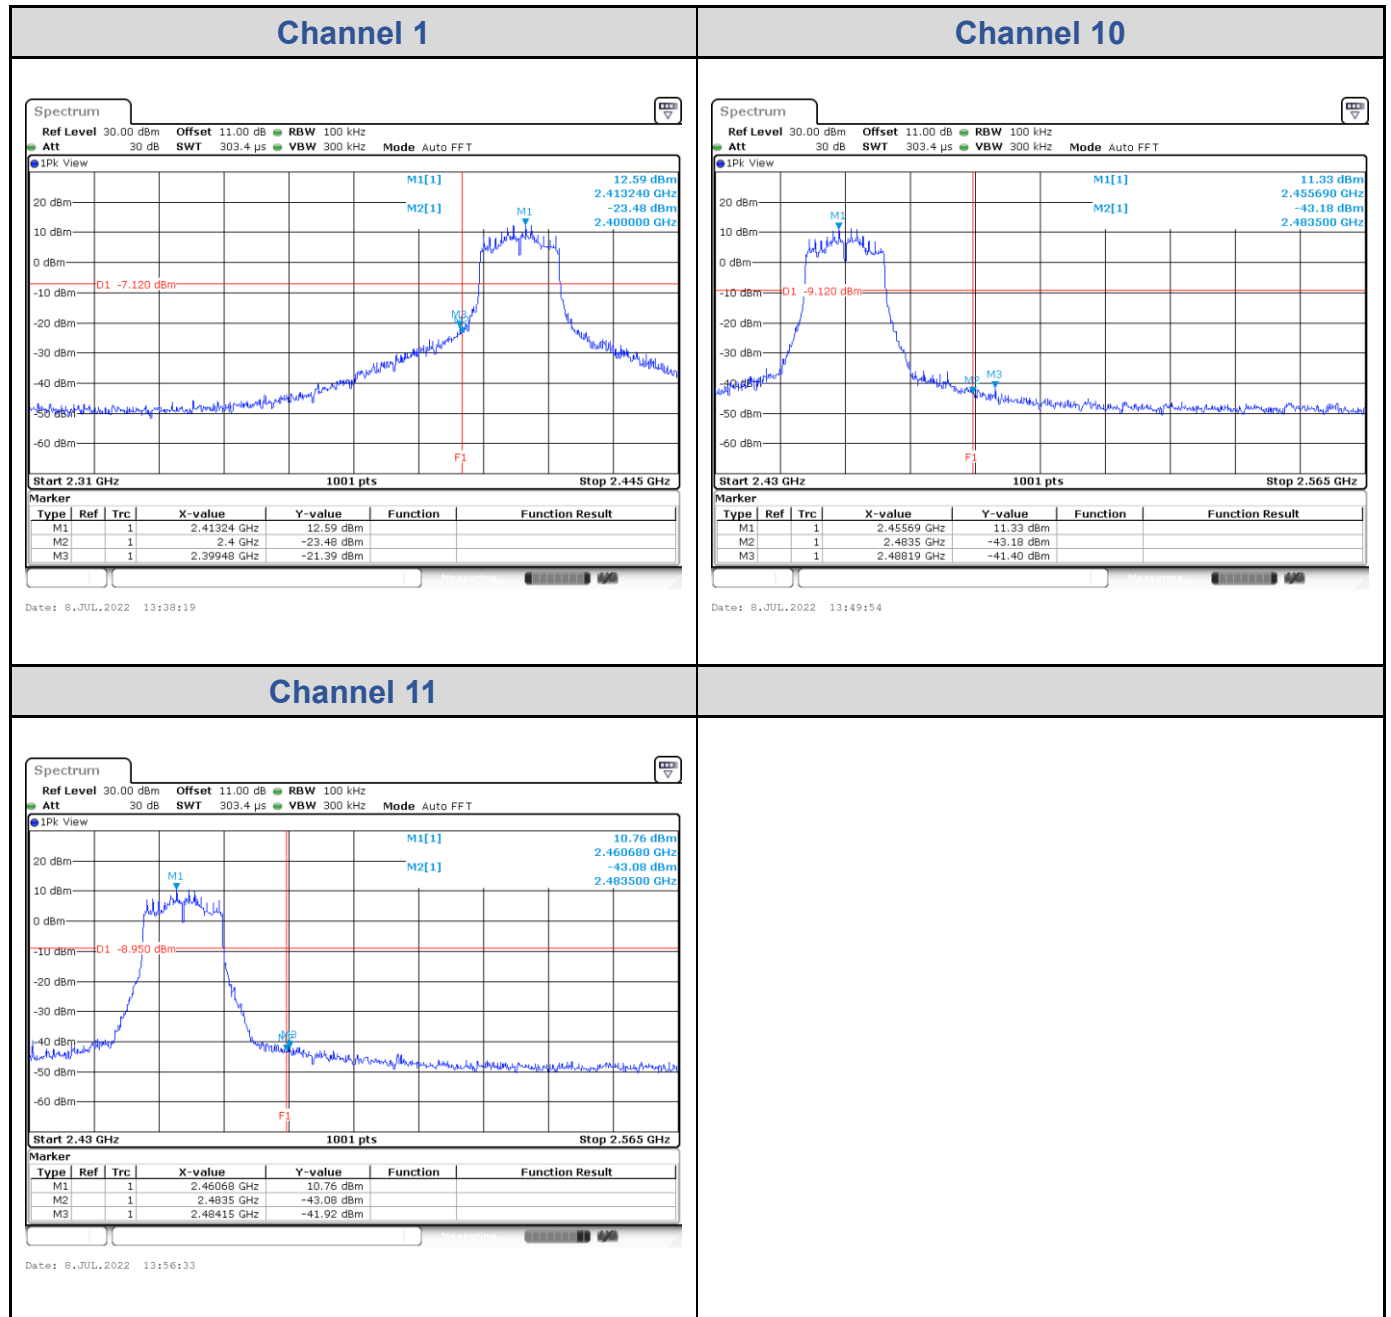 Channel 1
Spectrum
Ref Level 30.00 dBm Offset 11.00 dB RBW 100 kHz
Att 30 dB SWT 303.4 µs VBW 300 kHz Mode Auto FFT
1Pk View
M1[1] 12.59 dBm
2.413240 GHz
M2[1] -23.48 dBm
2.400000 GHz
20 dBm
M1
10 dBm
0 dBm
D1 -7.120 dBm
-10 dBm
-20 dBm
-30 dBm
-40 dBm
-50 dBm
-60 dBm
F1
Start 2.31 GHz 1001 pts Stop 2.445 GHz
Marker
Type Ref Trc X-value Y-value Function Function Result
M1 1 2.41324 GHz 12.59 dBm
M2 1 2.4 GHz -23.48 dBm
M3 1 2.39948 GHz -21.39 dBm
Measuring
Date: 8.JUL.2022 13:38:19
Channel 10
Spectrum
Ref Level 30.00 dBm Offset 11.00 dB RBW 100 kHz
Att 30 dB SWT 303.4 µs VBW 300 kHz Mode Auto FFT
1Pk View
M1[1] 11.33 dBm
2.455690 GHz
M2[1] -43.18 dBm
2.483500 GHz
20 dBm
M1
10 dBm
0 dBm
-10 dBm
D1 -9.120 dBm
-20 dBm
-30 dBm
M2 M3
-40 dBm
-50 dBm
-60 dBm
F1
Start 2.43 GHz 1001 pts Stop 2.565 GHz
Marker
Type Ref Trc X-value Y-value Function Function Result
M1 1 2.45569 GHz 11.33 dBm
M2 1 2.4835 GHz -43.18 dBm
M3 1 2.48819 GHz -41.40 dBm
Measuring
Date: 8.JUL.2022 13:49:54
Channel 11
Spectrum
Ref Level 30.00 dBm Offset 11.00 dB RBW 100 kHz
Att 30 dB SWT 303.4 µs VBW 300 kHz Mode Auto FFT
1Pk View
M1[1] 10.76 dBm
2.460680 GHz
M2[1] -43.08 dBm
2.483500 GHz
20 dBm
M1
10 dBm
0 dBm
-10 dBm
D1 -8.950 dBm
-20 dBm
-30 dBm
-40 dBm
-50 dBm
-60 dBm
F1
Start 2.43 GHz 1001 pts Stop 2.565 GHz
Marker
Type Ref Trc X-value Y-value Function Function Result
M1 1 2.46068 GHz 10.76 dBm
M2 1 2.4835 GHz -43.08 dBm
M3 1 2.48415 GHz -41.92 dBm
Measuring
Date: 8.JUL.2022 13:56:33